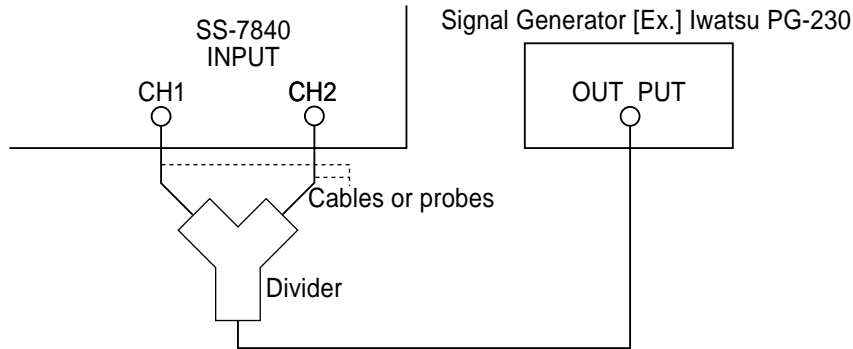 Signal Generator [Ex.] Iwatsu PG-230
SS-7840
INPUT
CH1
CH2
OUT PUT
Cables or probes
Divider